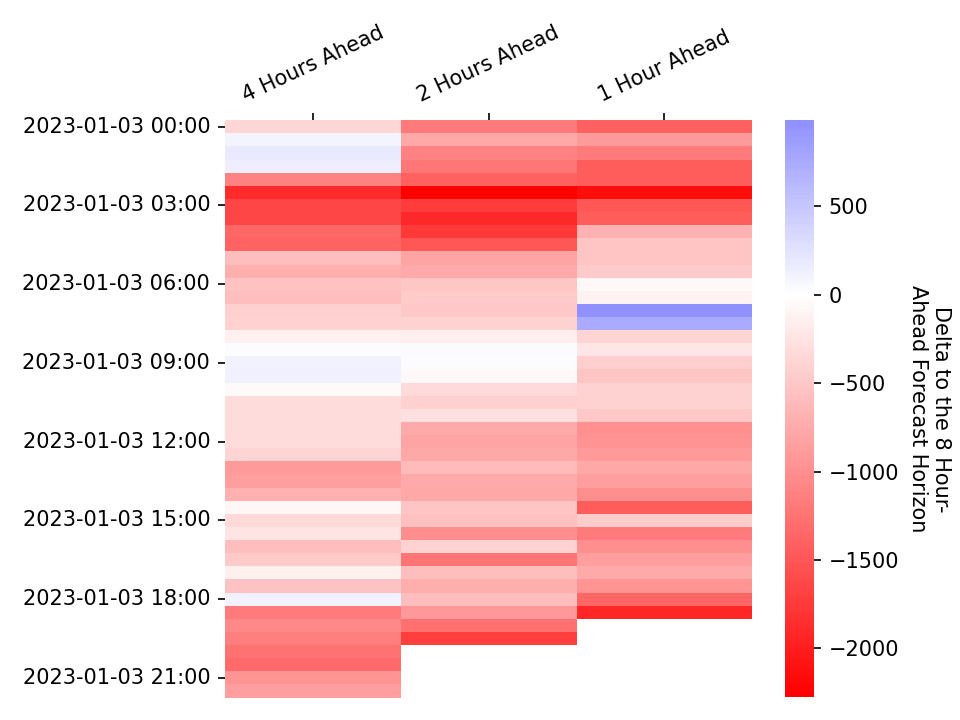 4 Hours Ahead
2 Hours Ahead
1 Hour Ahead
2023-01-03 00:00
2023-01-03 03:00
2023-01-03 06:00
2023-01-03 09:00
2023-01-03 12:00
2023-01-03 15:00
2023-01-03 18:00
2023-01-03 21:00
500
0
−500
−1000
−1500
−2000
Delta to the 8 Hour-
Ahead Forecast Horizon